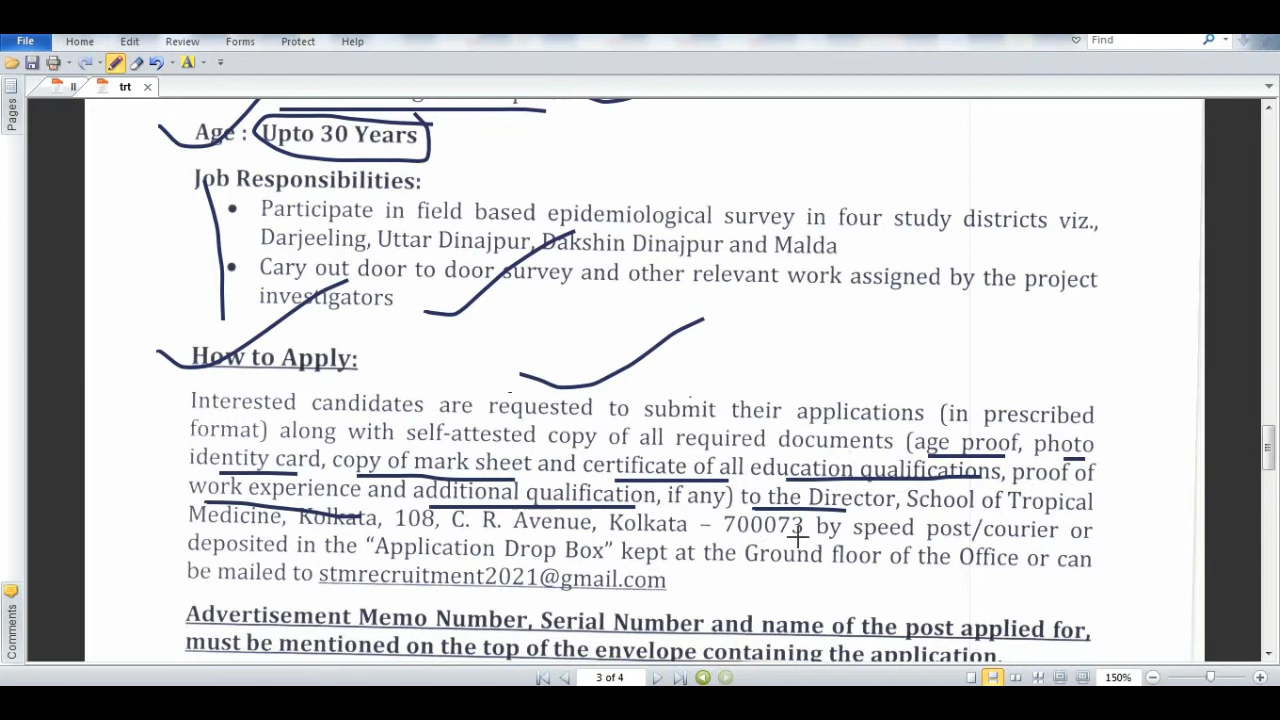 File Home Edit Review Forms Protect Help Find
ll trt
Pages
Age : Upto 30 Years
Job Responsibilities:
• Participate in field based epidemiological survey in four study districts viz.,
Darjeeling, Uttar Dinajpur, Dakshin Dinajpur and Malda
• Cary out door to door survey and other relevant work assigned by the project
investigators
How to Apply:
Interested candidates are requested to submit their applications (in prescribed
format) along with self-attested copy of all required documents (age proof, photo
identity card, copy of mark sheet and certificate of all education qualifications, proof of
work experience and additional qualification, if any) to the Director, School of Tropical
Medicine, Kolkata, 108, C. R. Avenue, Kolkata – 700073 by speed post/courier or
deposited in the “Application Drop Box” kept at the Ground floor of the Office or can
be mailed to stmrecruitment2021@gmail.com
Advertisement Memo Number, Serial Number and name of the post applied for,
must be mentioned on the top of the envelope containing the application.
Comments
3 of 4 150%